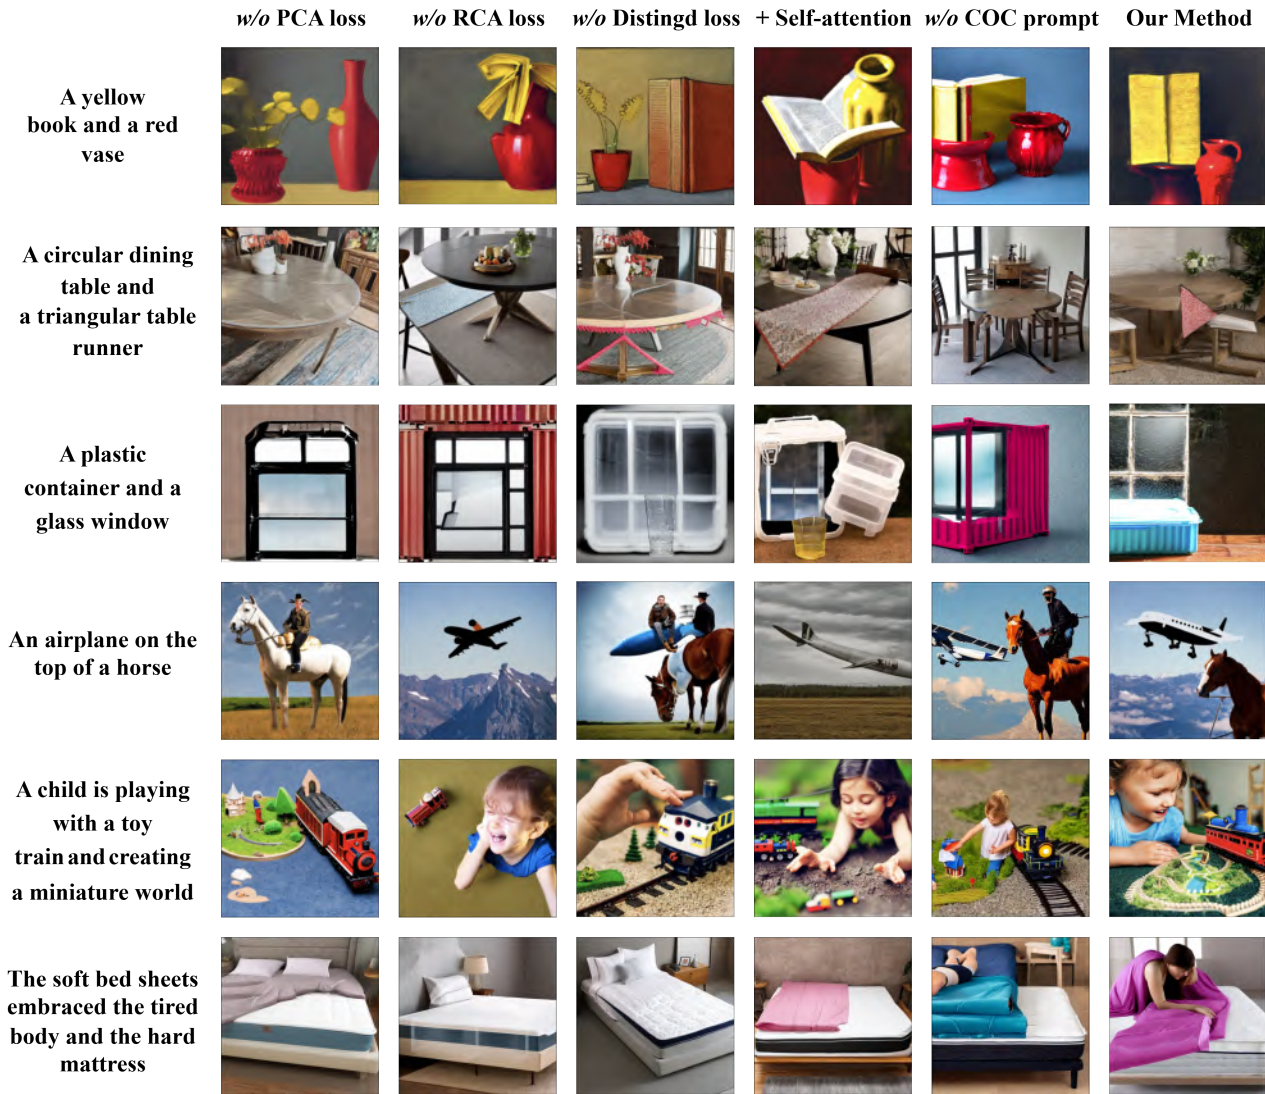 w/o PCA loss
w/o RCA loss
w/o Distingd loss
+ Self-attention
w/o COC prompt
Our Method
A yellow
book and a red
vase
A circular dining
table and
a triangular table
runner
A plastic
container and a
glass window
An airplane on the
top of a horse
A child is playing
with a toy
train and creating
a miniature world
The soft bed sheets
embraced the tired
body and the hard
mattress